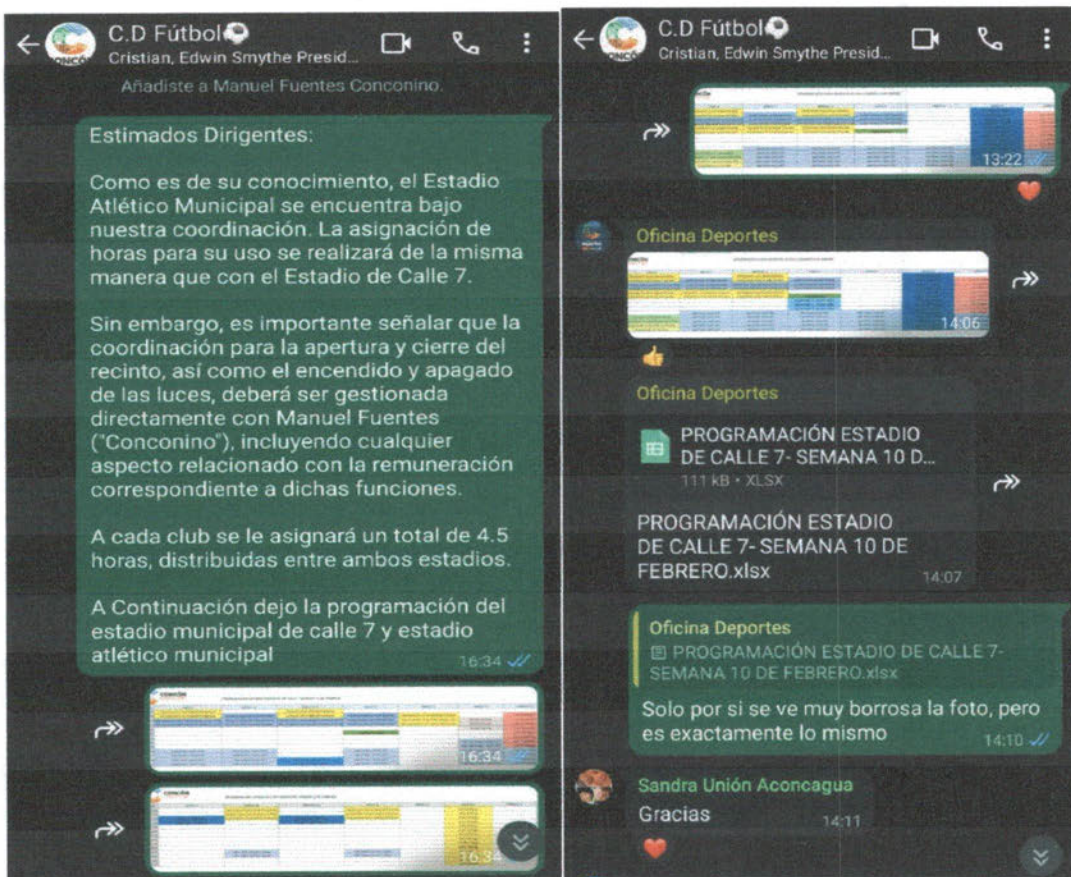 C.D Fútbol⚽
Cristian, Edwin Smythe Presid...
Añadiste a Manuel Fuentes Conconino.
Estimados Dirigentes:
Como es de su conocimiento, el Estadio
Atlético Municipal se encuentra bajo
nuestra coordinación. La asignación de
horas para su uso se realizará de la misma
manera que con el Estadio de Calle 7.
Sin embargo, es importante señalar que la
coordinación para la apertura y cierre del
recinto, así como el encendido y apagado
de las luces, deberá ser gestionada
directamente con Manuel Fuentes
("Conconino"), incluyendo cualquier
aspecto relacionado con la remuneración
correspondiente a dichas funciones.
A cada club se le asignará un total de 4.5
horas, distribuidas entre ambos estadios.
A Continuación dejo la programación del
estadio municipal de calle 7 y estadio
atlético municipal
16:34
CONCÓN
16:34
CONCÓN
16:34
C.D Fútbol⚽
Cristian, Edwin Smythe Presid...
13:22
Oficina Deportes
14:06
Oficina Deportes
PROGRAMACIÓN ESTADIO
DE CALLE 7- SEMANA 10 D...
111 kB • XLSX
PROGRAMACIÓN ESTADIO
DE CALLE 7- SEMANA 10 DE
FEBRERO.xlsx
14:07
Oficina Deportes
PROGRAMACIÓN ESTADIO DE CALLE 7-
SEMANA 10 DE FEBRERO.xlsx
Solo por si se ve muy borrosa la foto, pero
es exactamente lo mismo
14:10
Sandra Unión Aconcagua
Gracias
14:11